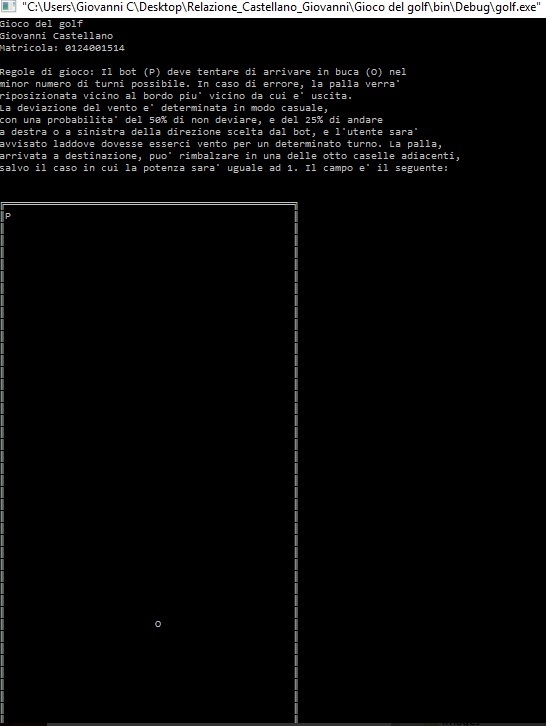 "C:\Users\Giovanni C\Desktop\Relazione_Castellano_Giovanni\Gioco del golf\bin\Debug\golf.exe"
Gioco del golf
Giovanni Castellano
Matricola: 0124001514
Regole di gioco: Il bot (P) deve tentare di arrivare in buca (O) nel
minor numero di turni possibile. In caso di errore, la palla verra'
riposizionata vicino al bordo piu' vicino da cui e' uscita.
La deviazione del vento e' determinata in modo casuale,
con una probabilita' del 50% di non deviare, e del 25% di andare
a destra o a sinistra della direzione scelta dal bot, e l'utente sara'
avvisato laddove dovesse esserci vento per un determinato turno. La palla,
arrivata a destinazione, puo' rimbalzare in una delle otto caselle adiacenti,
salvo il caso in cui la potenza sara' uguale ad 1. Il campo e' il seguente:
P
O